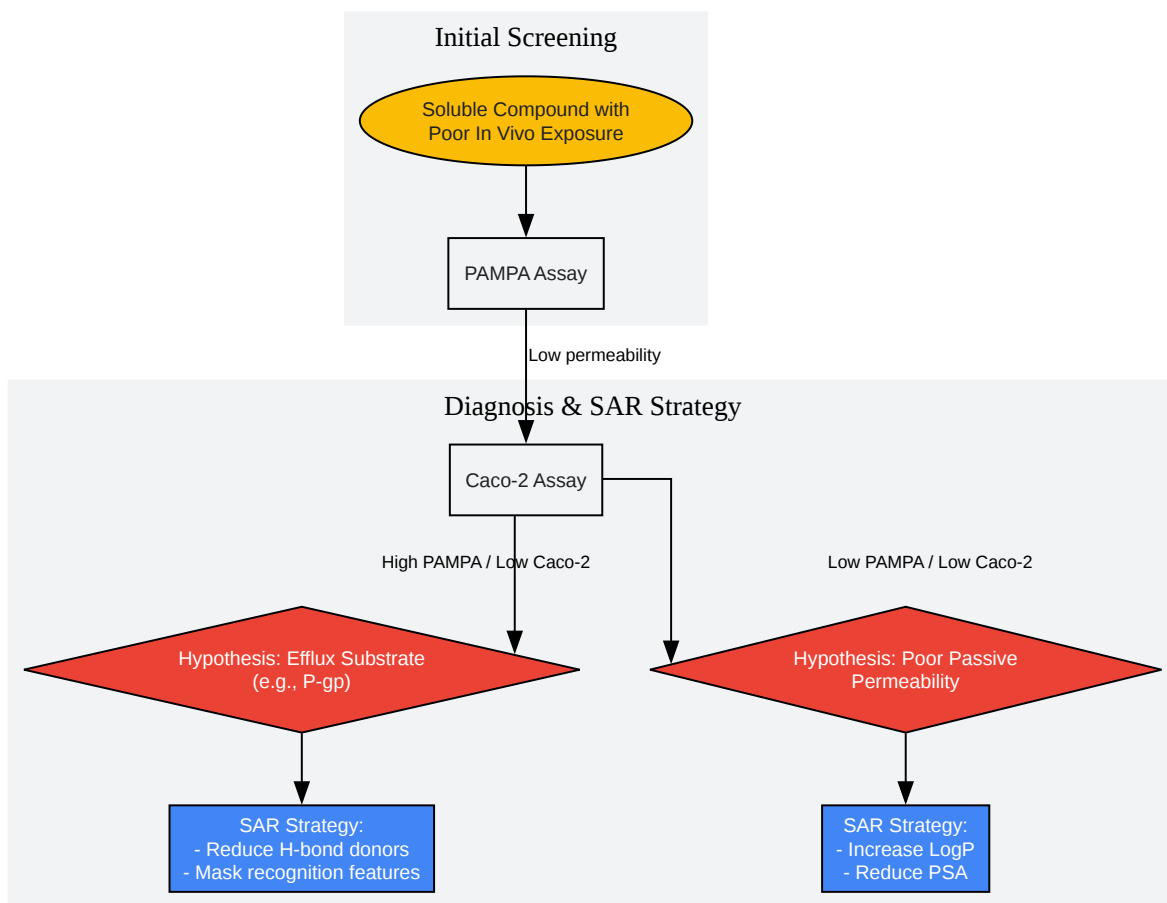 Initial Screening
Soluble Compound with
Poor In Vivo Exposure
PAMPA Assay
Low permeability
Diagnosis & SAR Strategy
Caco-2 Assay
High PAMPA / Low Caco-2
Low PAMPA / Low Caco-2
Hypothesis: Efflux Substrate
(e.g., P-gp)
Hypothesis: Poor Passive
Permeability
SAR Strategy:
- Reduce H-bond donors
- Mask recognition features
SAR Strategy:
- Increase LogP
- Reduce PSA